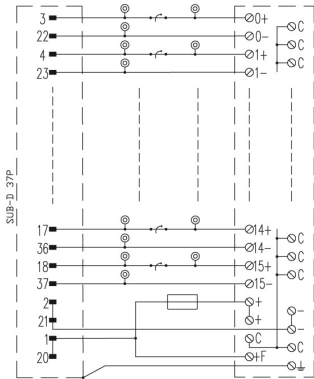 3 0+ C
22 0-
4 1+ C
23 1- C
SUB-D 37P
17 14+ C
36 14-
18 15+ C
37 15- C
2 + -
21 + -
1 C C
20 +F